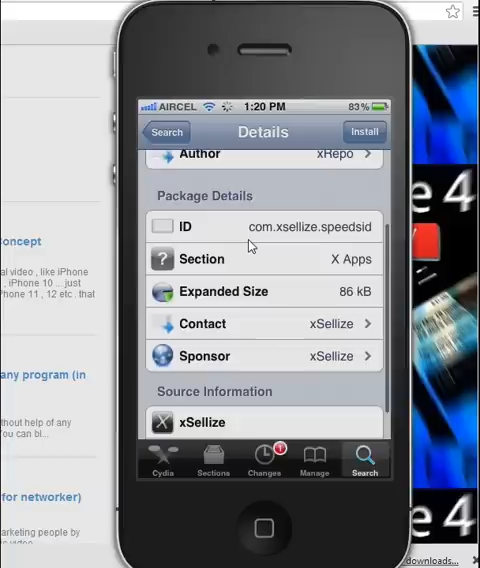 AIRCEL 1:20 PM 83%
Search Details Install
Author xRepo
Package Details
ID com.xsellize.speedsid
Section X Apps
Expanded Size 86 kB
Contact xSellize
Sponsor xSellize
Source Information
xSellize
Cydia Sections Changes 1 Manage Search
oncept
al video , like iPhone
, iPhone 10 ... just
Phone 11 , 12 etc  that
any program (in
without help of any
You can bl...
for networker)
marketing people by
e 4
e 4
downloads...